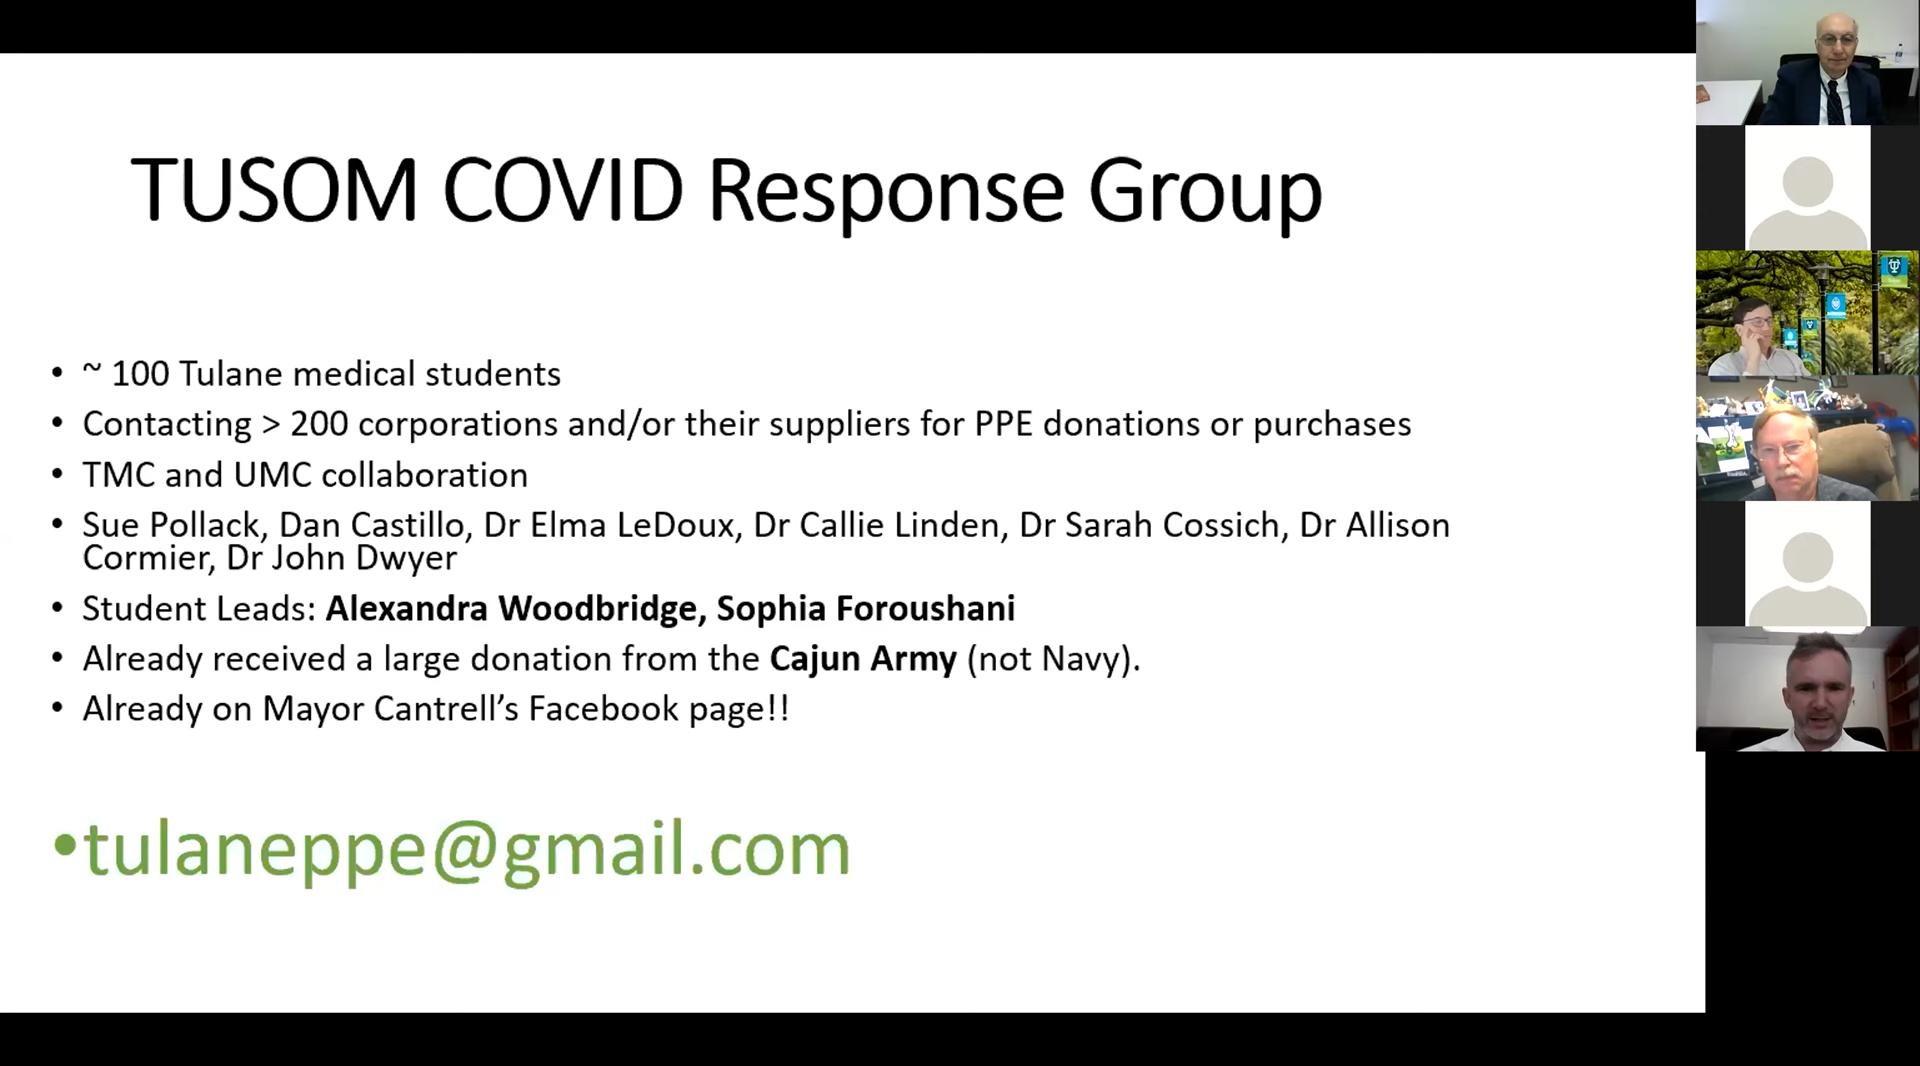 TUSOM COVID Response Group
• ~ 100 Tulane medical students
• Contacting > 200 corporations and/or their suppliers for PPE donations or purchases
• TMC and UMC collaboration
• Sue Pollack, Dan Castillo, Dr Elma LeDoux, Dr Callie Linden, Dr Sarah Cossich, Dr Allison
Cormier, Dr John Dwyer
• Student Leads: Alexandra Woodbridge, Sophia Foroushani
• Already received a large donation from the Cajun Army (not Navy).
• Already on Mayor Cantrell’s Facebook page!!
•tulaneppe@gmail.com